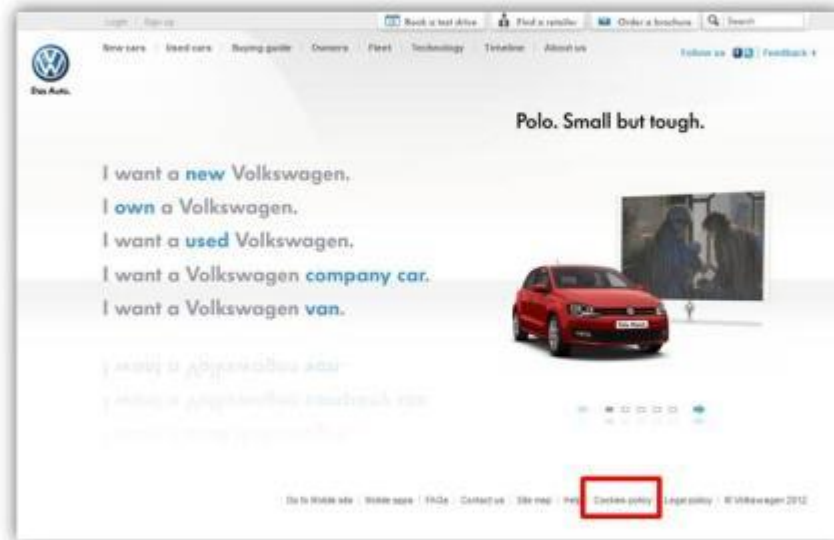 Login Sign up
Book a test drive Find a retailer Order a brochure Search
New cars Used cars Buying guide Owners Fleet Technology Timeline About us
Follow us Feedback
Das Auto.
Polo. Small but tough.
I want a new Volkswagen.
I own a Volkswagen.
I want a used Volkswagen.
I want a Volkswagen company car.
I want a Volkswagen van.
Go to Mobile site Mobile apps FAQs Contact us Site map Help Cookies policy Legal policy © Volkswagen 2012